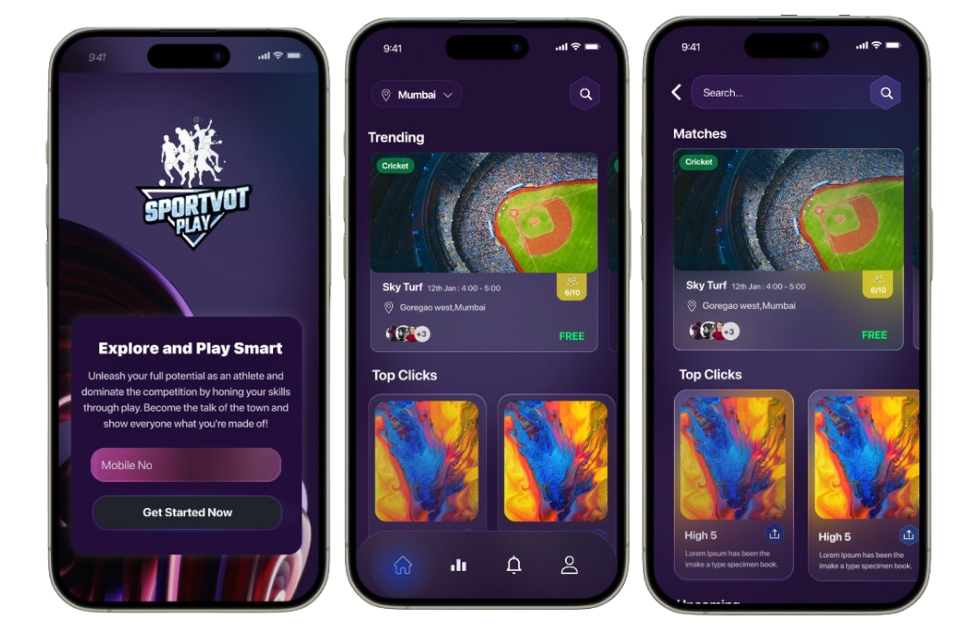 9:41
SPORTVOT
PLAY
Explore and Play Smart
Unleash your full potential as an athlete and
dominate the competition by honing your skills
through play. Become the talk of the town and
show everyone what you're made of!
Mobile No
Get Started Now
9:41
Mumbai
Trending
Cricket
Sky Turf 12th Jan : 4:00 - 5:00
6/10
Goregao west,Mumbai
+3
FREE
Top Clicks
9:41
Search...
Matches
Cricket
Sky Turf 12th Jan : 4:00 - 5:00
6/10
Goregao west,Mumbai
+3
FREE
Top Clicks
High 5
Lorem Ipsum has been the
imake a type specimen book.
High 5
Lorem Ipsum has been the
imake a type specimen book.
Upcoming